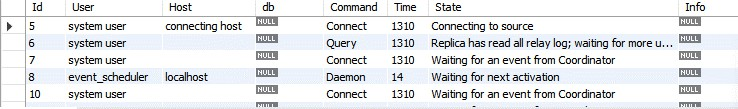 Id User Host db Command Time State Info
5 system user connecting host NULL Connect 1310 Connecting to source NULL
6 system user NULL Query 1310 Replica has read all relay log; waiting for more u... NULL
7 system user NULL Connect 1310 Waiting for an event from Coordinator NULL
8 event_scheduler localhost NULL Daemon 14 Waiting for next activation NULL
10 system user NULL Connect 1310 Waiting for an event from Coordinator NULL